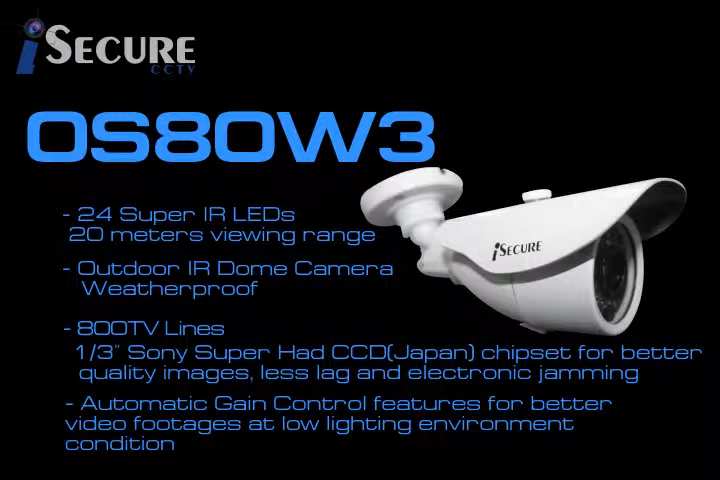 iSECURE
CCTV
OS80W3
- 24 Super IR LEDs
20 meters viewing range
- Outdoor IR Dome Camera
Weatherproof
iSECURE
- 800TV Lines
1/3" Sony Super Had CCD(Japan) chipset for better
quality images, less lag and electronic jamming
- Automatic Gain Control features for better
video footages at low lighting environment
condition